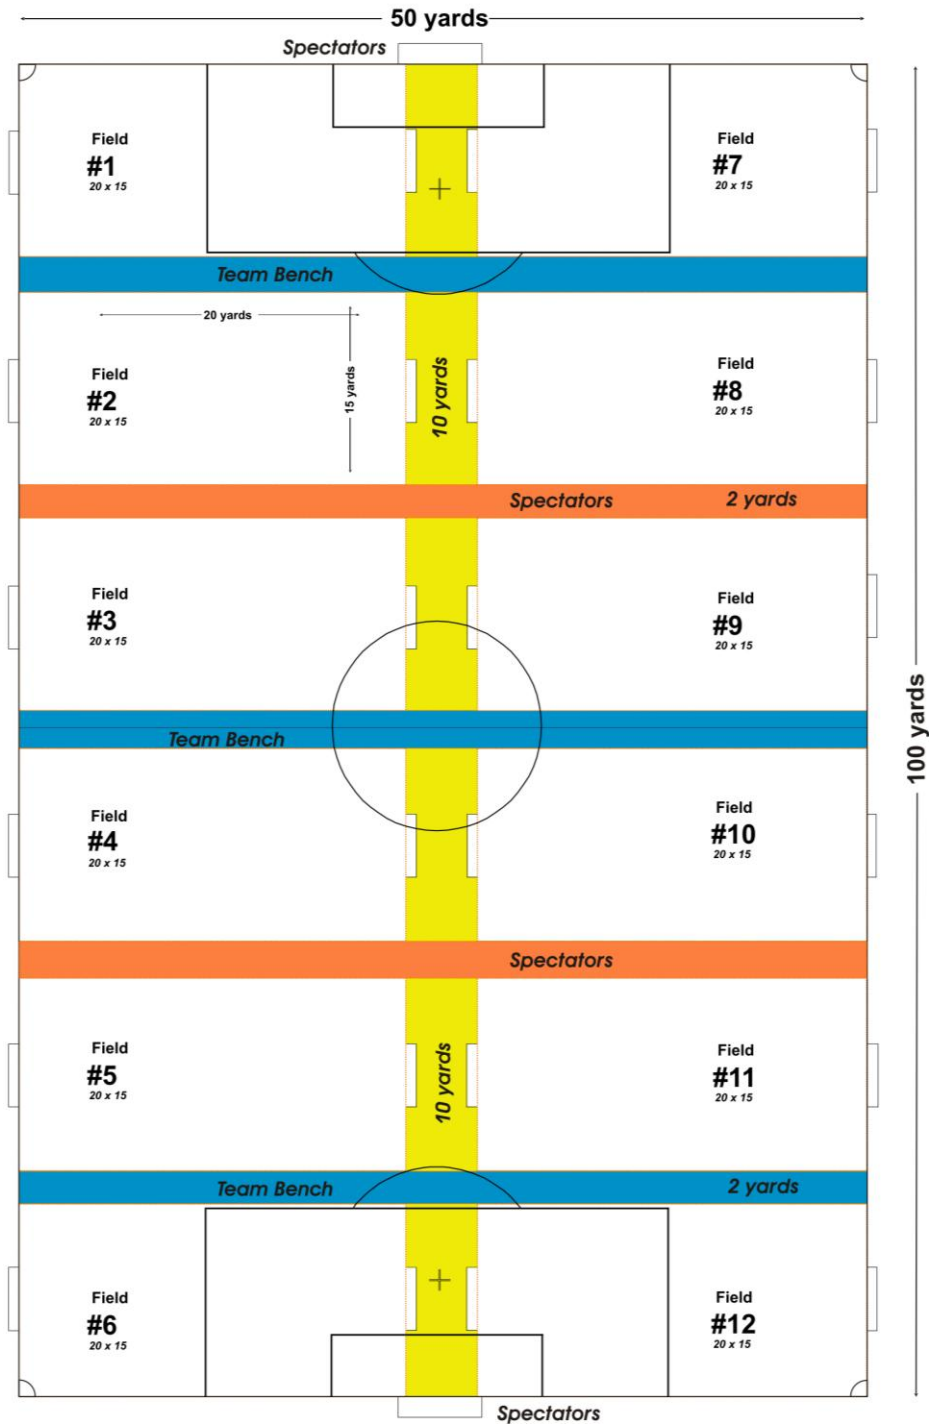 50 yards
Spectators
Field
#1
20 x 15
Field
#7
20 x 15
Team Bench
20 yards
15 yards
10 yards
Field
#2
20 x 15
Field
#8
20 x 15
Spectators
2 yards
Field
#3
20 x 15
Field
#9
20 x 15
100 yards
Team Bench
Field
#4
20 x 15
Field
#10
20 x 15
Spectators
Field
#5
20 x 15
10 yards
Field
#11
20 x 15
Team Bench
2 yards
Field
#6
20 x 15
Field
#12
20 x 15
Spectators